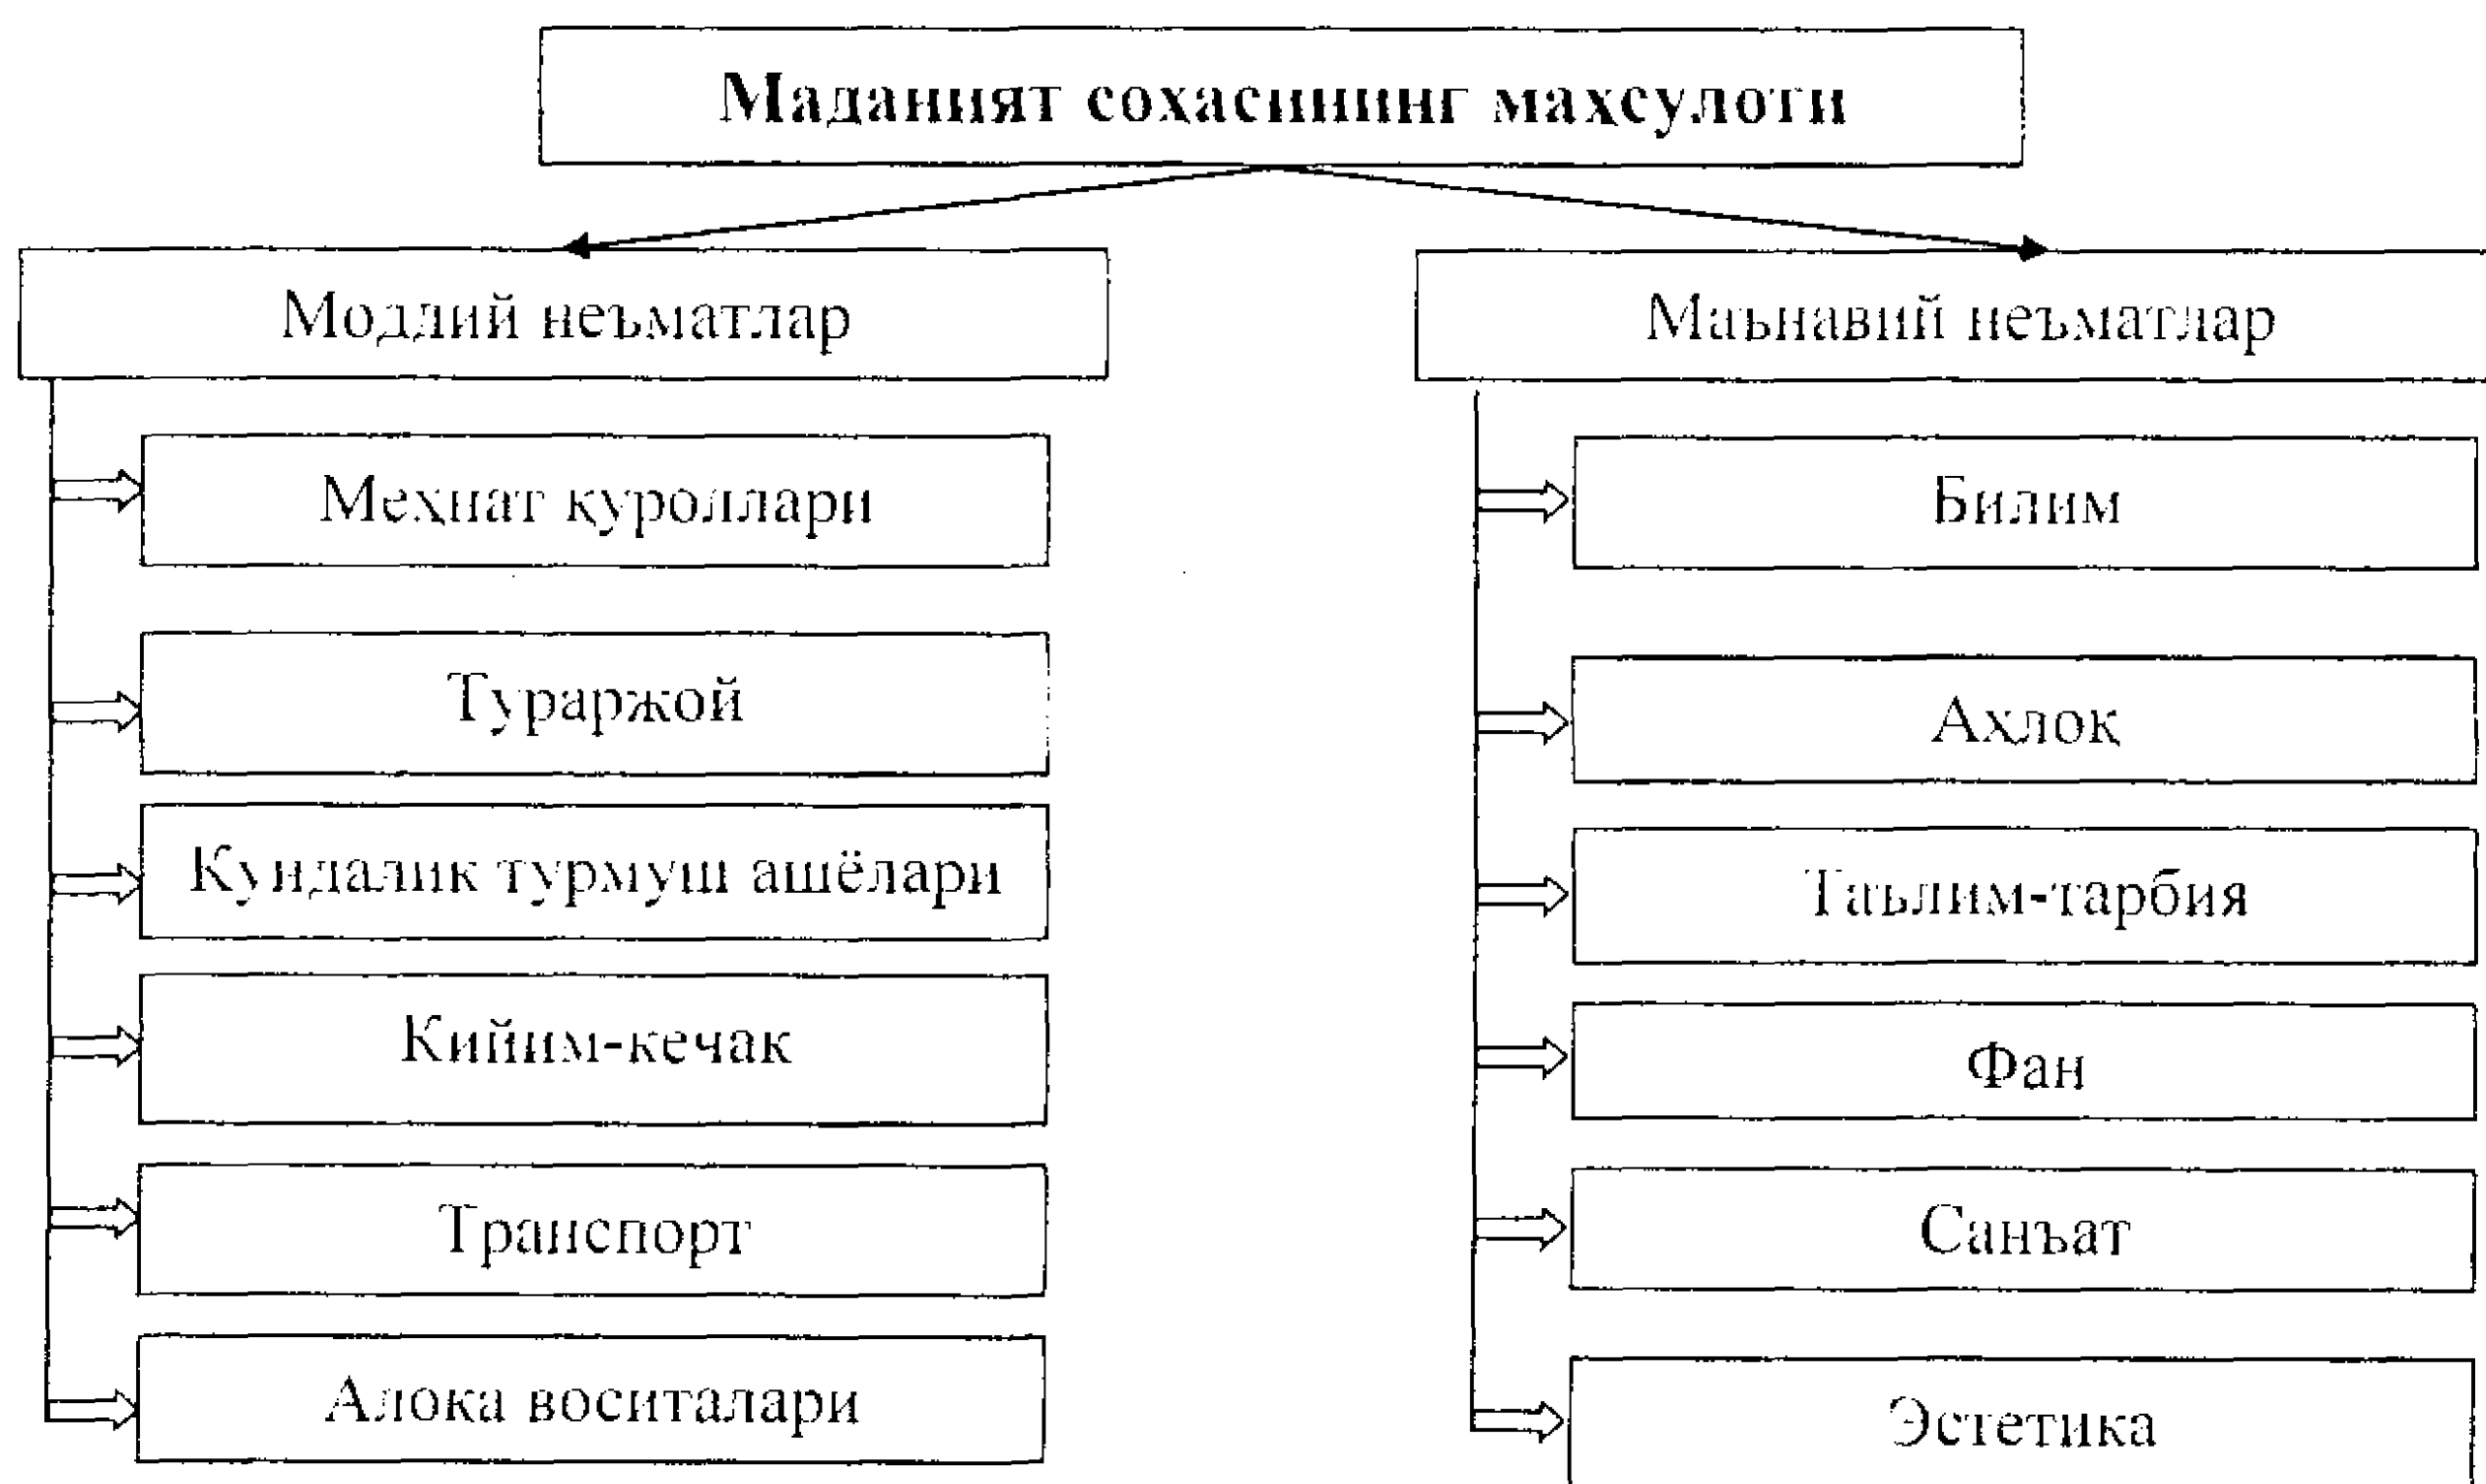 Маданият сохасининг махсулоти
Модлий неъматлар
Мехнат куроллари
Тураржой
Кундалик турмуш ашёлари
Кийим-кечак
Транспорт
Алока воситалари
Маънавий неъматлар
Билим
Ахлок
Таълим-тарбия
Фан
Санъат
Эстетика